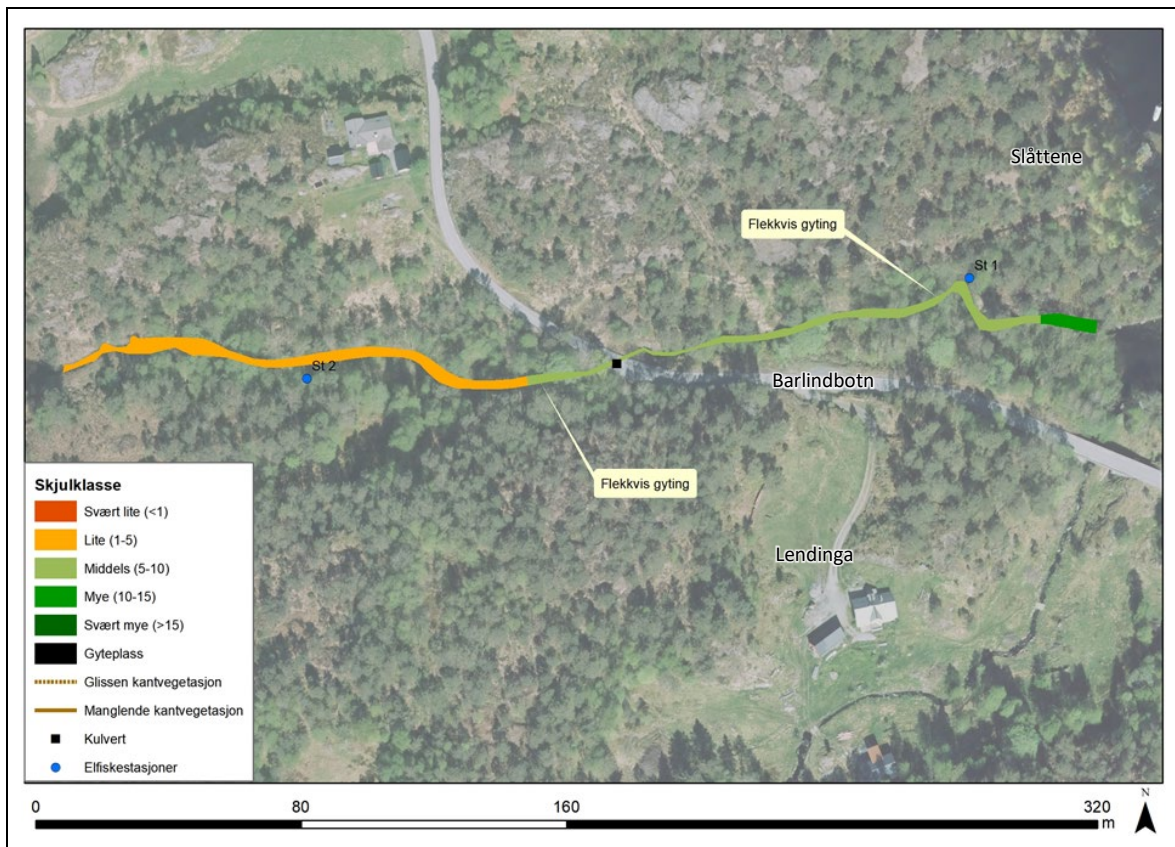 Slåttene
Flekkvis gyting
St 1
St 2
Barlindbotn
Flekkvis gyting
Lendinga
Skjulklasse
Svært lite (<1)
Lite (1-5)
Middels (5-10)
Mye (10-15)
Svært mye (>15)
Gyteplass
Glissen kantvegetasjon
Manglende kantvegetasjon
Kulvert
Elfiskestasjoner
0 80 160 320
m
N